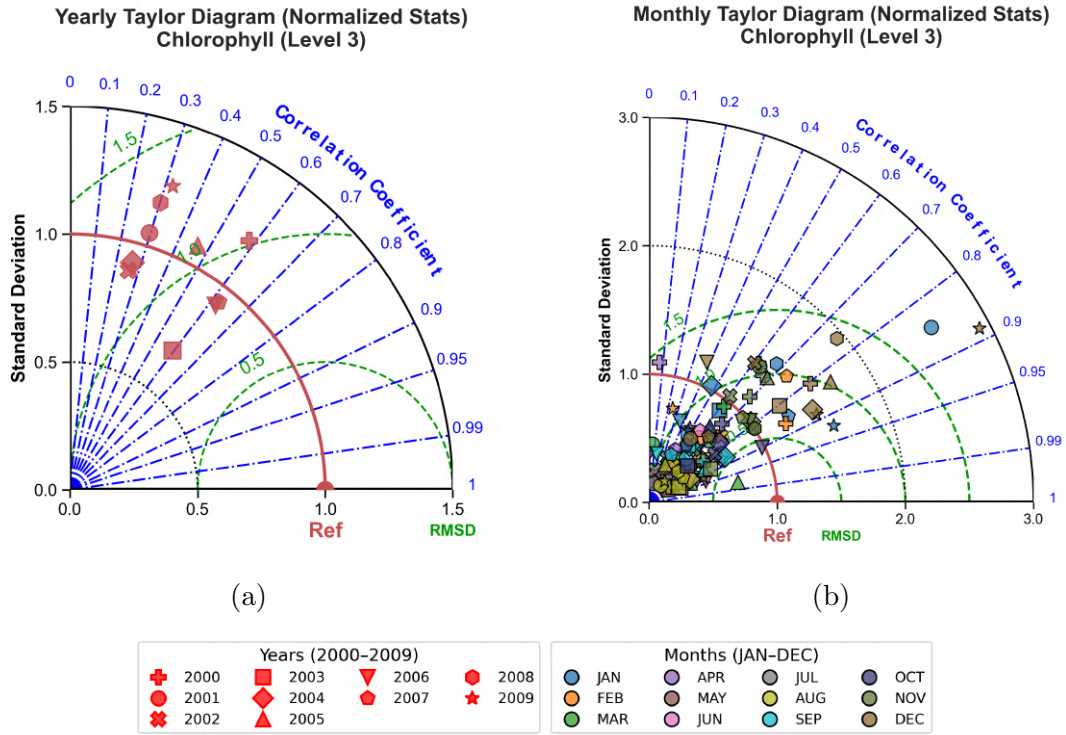 Yearly Taylor Diagram (Normalized Stats)
Chlorophyll (Level 3)
Standard Deviation
1.5
1.0
0.5
0.0
0.0
0.5
1.0
1.5
Ref
RMSD
0
0.1
0.2
0.3
0.4
0.5
0.6
0.7
0.8
0.9
0.95
0.99
1
Correlation Coefficient
1.5
1.0
0.5
(a)
Monthly Taylor Diagram (Normalized Stats)
Chlorophyll (Level 3)
Standard Deviation
3.0
2.0
1.0
0.0
0.0
1.0
2.0
3.0
Ref
RMSD
0
0.1
0.2
0.3
0.4
0.5
0.6
0.7
0.8
0.9
0.95
0.99
1
Correlation Coefficient
1.5
(b)
Years (2000–2009)
2000 2003 2006 2008
2001 2004 2007 2009
2002 2005
Months (JAN–DEC)
JAN APR JUL OCT
FEB MAY AUG NOV
MAR JUN SEP DEC